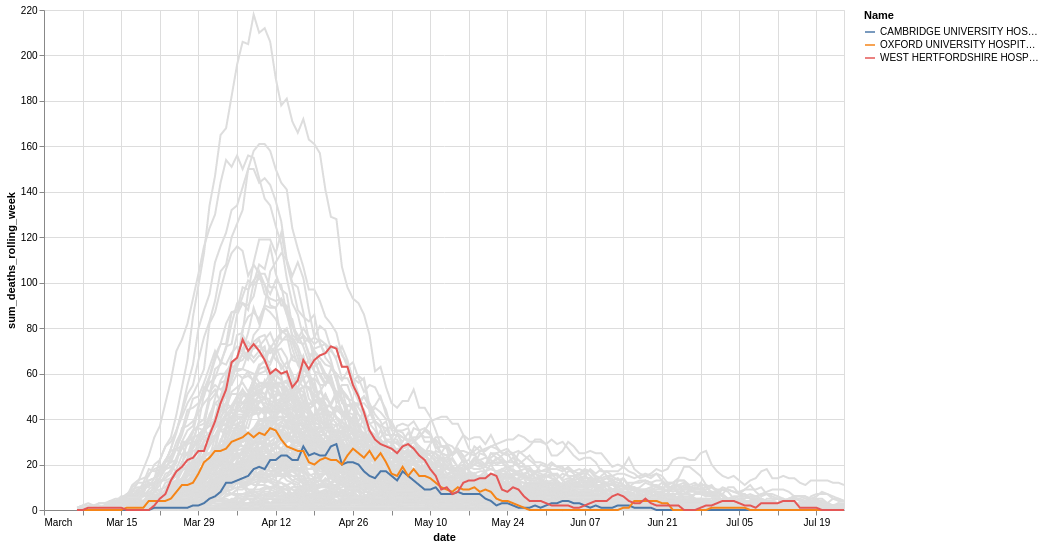 220
200
180
160
140
120
100
80
60
40
20
0
sum_deaths_rolling_week
March
Mar 15
Mar 29
Apr 12
Apr 26
May 10
May 24
Jun 07
Jun 21
Jul 05
Jul 19
date
Name
CAMBRIDGE UNIVERSITY HOS…
OXFORD UNIVERSITY HOSPIT…
WEST HERTFORDSHIRE HOSP…